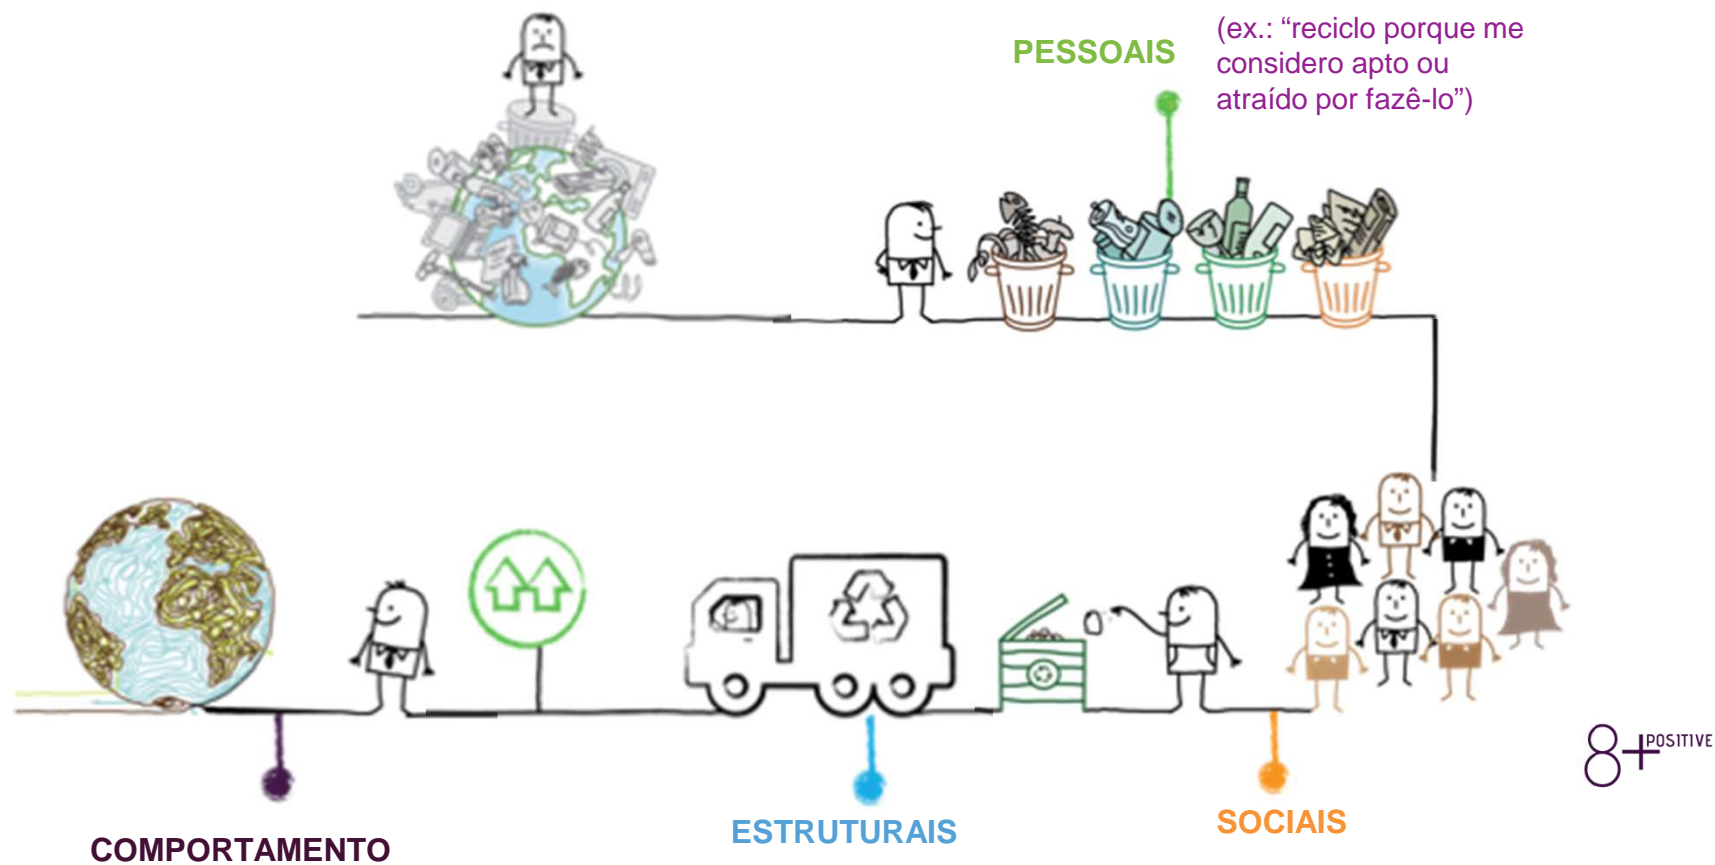 PESSOAIS
(ex.: “reciclo porque me
considero apto ou
atraído por fazê-lo”)
8+ POSITIVE
SOCIAIS
ESTRUTURAIS
COMPORTAMENTO